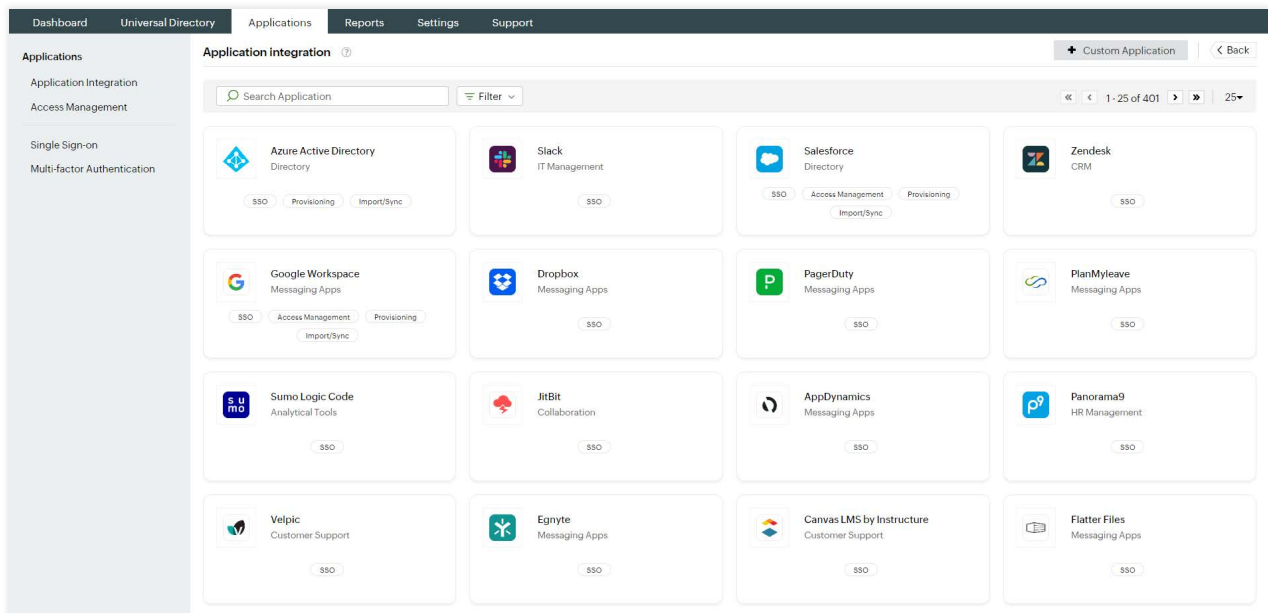 Dashboard Universal Directory Applications Reports Settings Support
Applications
Application Integration
Access Management
Single Sign-on
Multi-factor Authentication
Application integration ?
+ Custom Application
< Back
Search Application
Filter
« < 1 - 25 of 401 > » 25
Azure Active Directory
Directory
SSO Provisioning Import/Sync
Slack
IT Management
SSO
Salesforce
Directory
SSO Access Management Provisioning
Import/Sync
Zendesk
CRM
SSO
Google Workspace
Messaging Apps
SSO Access Management Provisioning
Import/Sync
Dropbox
Messaging Apps
SSO
PagerDuty
Messaging Apps
SSO
PlanMyleave
Messaging Apps
SSO
su
mo
Sumo Logic Code
Analytical Tools
SSO
JitBit
Collaboration
SSO
AppDynamics
Messaging Apps
SSO
p9
Panorama9
HR Management
SSO
Velpic
Customer Support
SSO
Egnyte
Messaging Apps
SSO
Canvas LMS by Instructure
Customer Support
SSO
Flatter Files
Messaging Apps
SSO